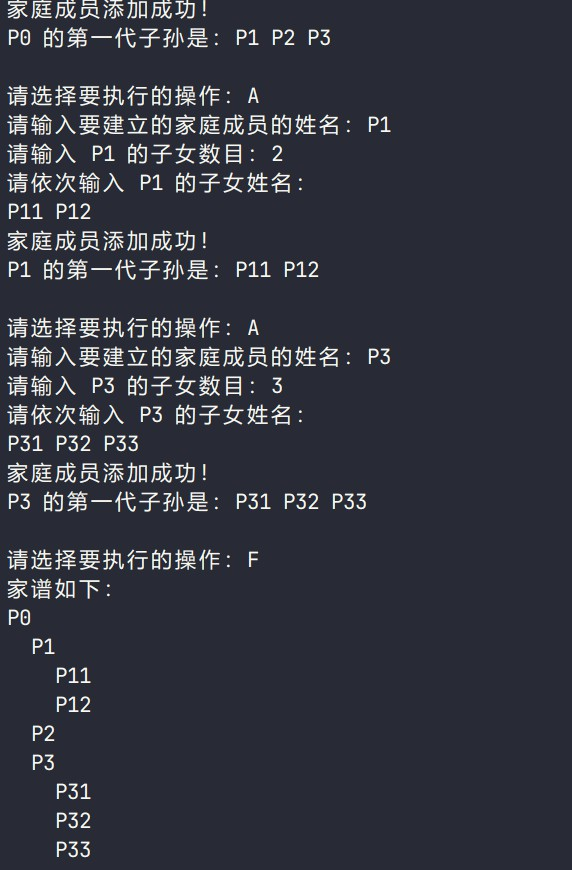 家庭成员添加成功！
P0 的第一代子孙是：P1 P2 P3
请选择要执行的操作：A
请输入要建立的家庭成员的姓名：P1
请输入 P1 的子女数目：2
请依次输入 P1 的子女姓名：
P11 P12
家庭成员添加成功！
P1 的第一代子孙是：P11 P12
请选择要执行的操作：A
请输入要建立的家庭成员的姓名：P3
请输入 P3 的子女数目：3
请依次输入 P3 的子女姓名：
P31 P32 P33
家庭成员添加成功！
P3 的第一代子孙是：P31 P32 P33
请选择要执行的操作：F
家谱如下：
P0
P1
P11
P12
P2
P3
P31
P32
P33